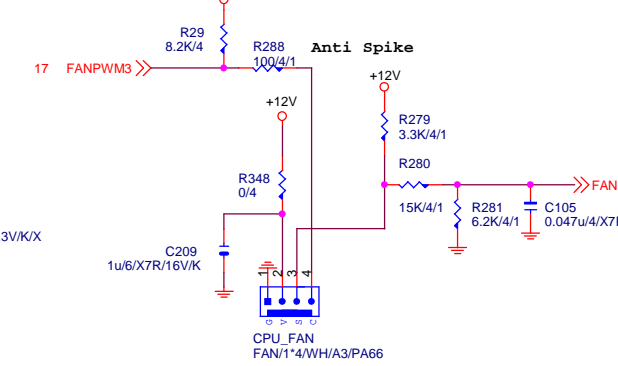 R29
8.2K/4
R288
100/4/1
Anti Spike
17 FANPWM3
+12V
+12V
R279
3.3K/4/1
R280
R348
0/4
15K/4/1
R281
6.2K/4/1
FAN
C105
0.047u/4/X7
3V/K/X
C209
1u/6/X7R/16V/K
1 2 3 4
G V S C
CPU_FAN
FAN/1*4/WH/A3/PA66